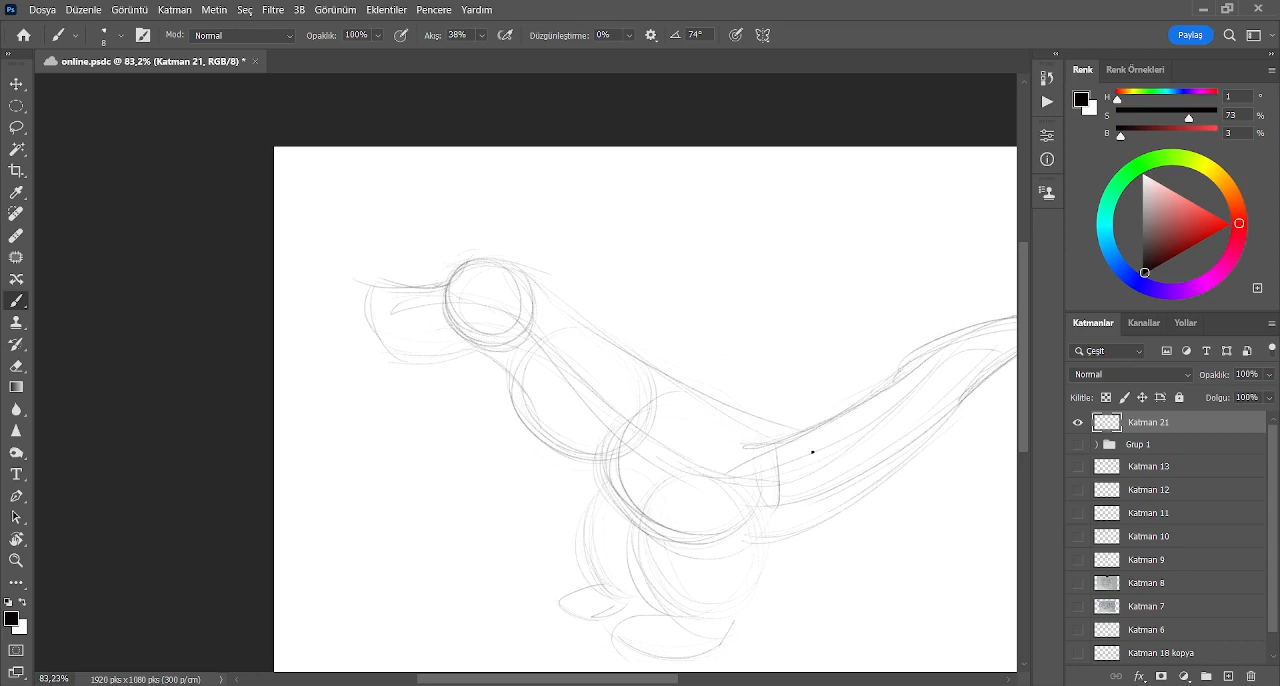 Ps Dosya Düzenle Görüntü Katman Metin Seç Filtre 3B Görünüm Eklentiler Pencere Yardım
8 Mod: Normal Opaklık: 100% Akış: 38% Düzgünleştirme: 0% 74° Paylaş
online.psdc @ 83,2% (Katman 21, RGB/8) *
Renk Renk Örnekleri
H 1 °
S 73 %
B 3 %
Katmanlar Kanallar Yollar
Çeşit
Normal Opaklık: 100%
Kilitle: Dolgu: 100%
Katman 21
Grup 1
Katman 13
Katman 12
Katman 11
Katman 10
Katman 9
Katman 8
Katman 7
Katman 6
Katman 18 kopya
83,23% 1920 pks x 1080 pks (300 p/cm)
fx